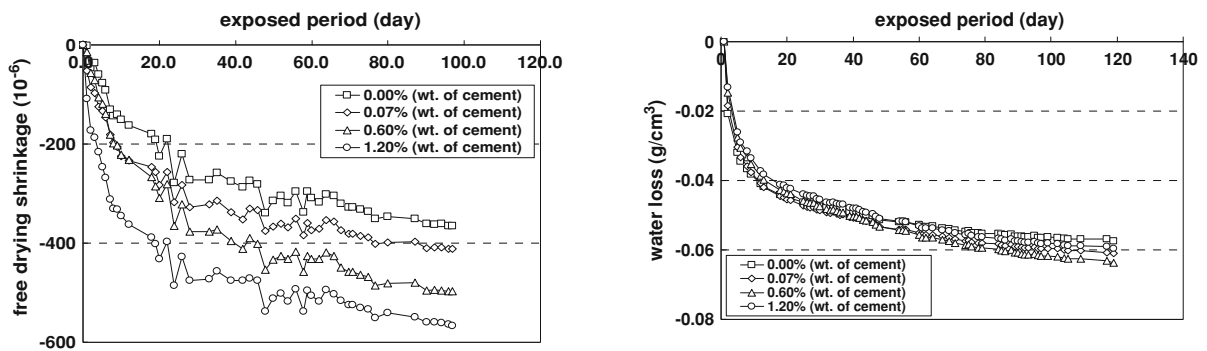 exposed period (day)
0
0.0 20.0 40.0 60.0 80.0 100.0 120.0
-200
-400
-600
free drying shrinkage (10-6)
0.00% (wt. of cement)
0.07% (wt. of cement)
0.60% (wt. of cement)
1.20% (wt. of cement)
exposed period (day)
0
0 20 40 60 80 100 120 140
-0.02
-0.04
-0.06
-0.08
water loss (g/cm3)
0.00% (wt. of cement)
0.07% (wt. of cement)
0.60% (wt. of cement)
1.20% (wt. of cement)